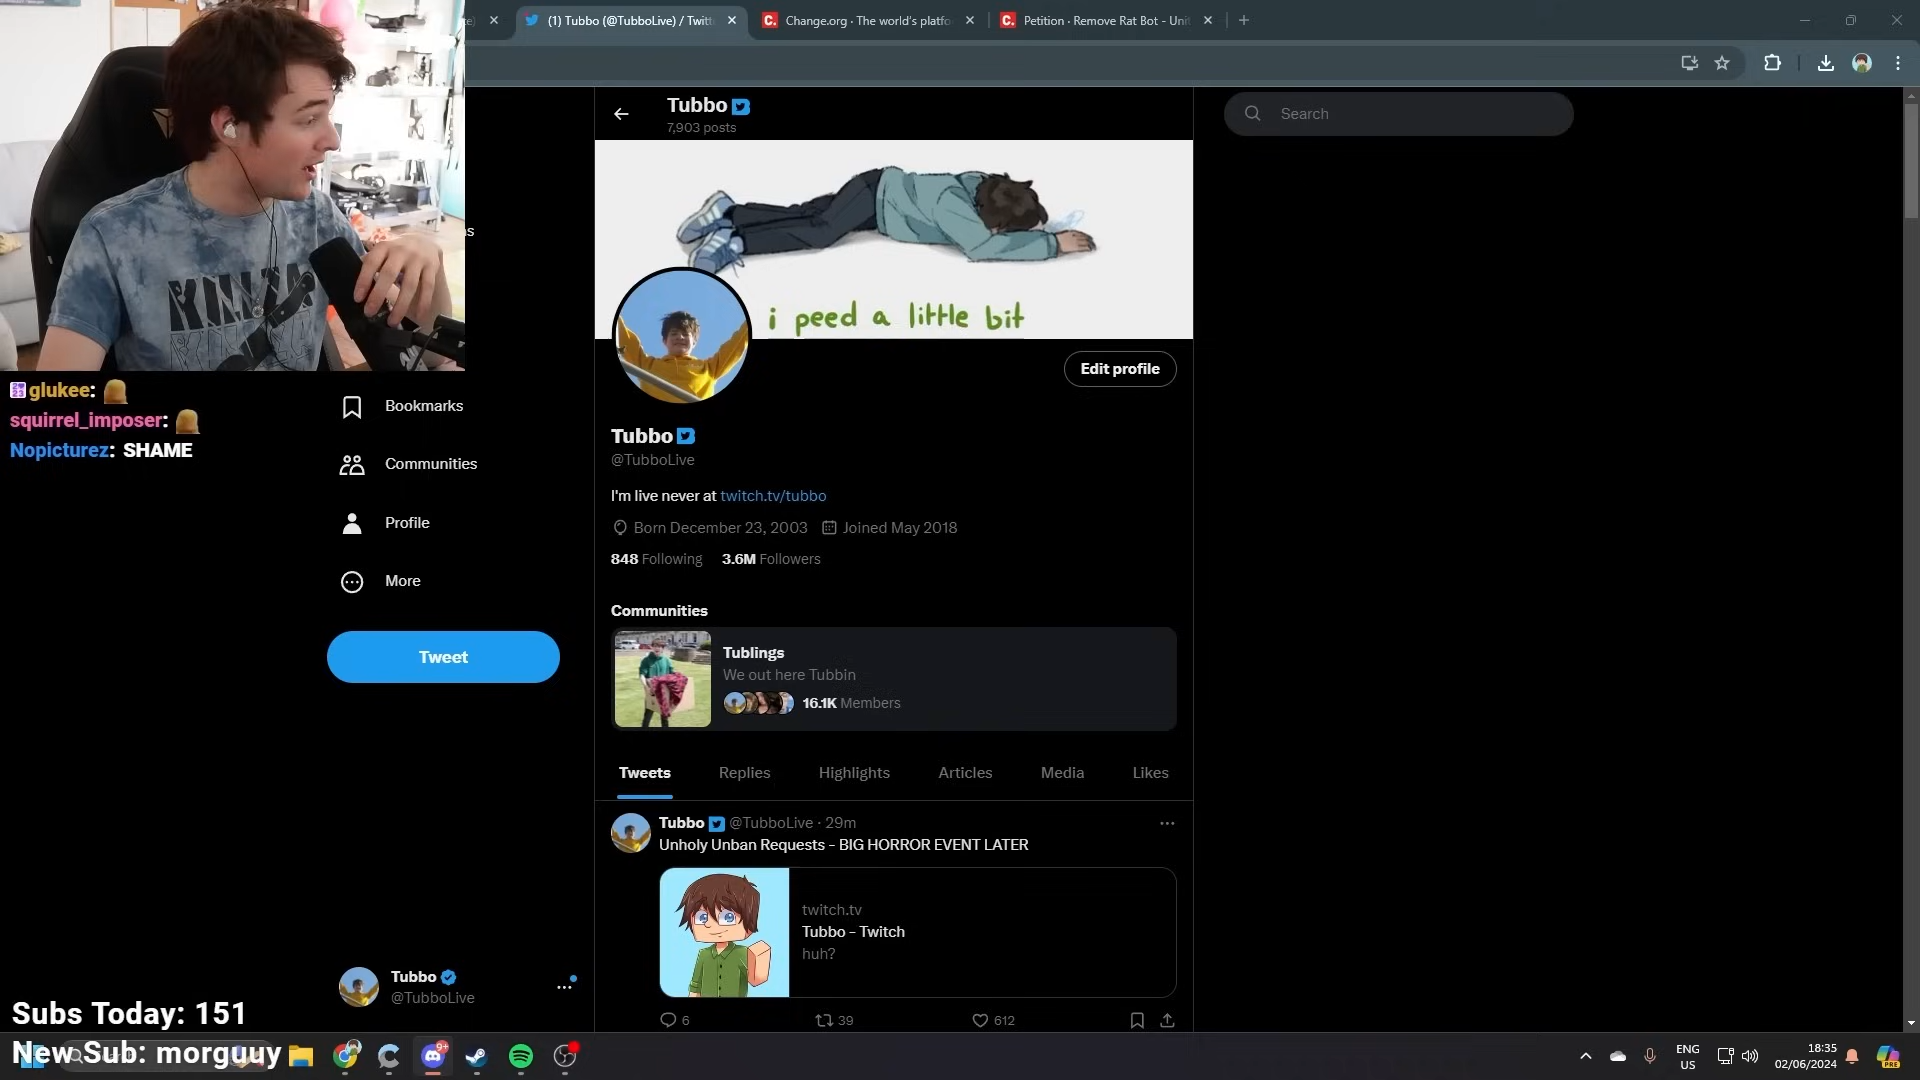 (1) Tubbo (@TubboLive) / Twitt
Change.org · The world's platfo
Petition · Remove Rat Bot - Unit
Tubbo
7,903 posts
Search
i peed a little bit
Edit profile
glukee:
squirrel_imposer:
Nopicturez: SHAME
Bookmarks
Communities
Profile
More
Tweet
Tubbo
@TubboLive
I'm live never at twitch.tv/tubbo
Born December 23, 2003 Joined May 2018
848 Following 3.6M Followers
Communities
Tublings
We out here Tubbin
16.1K Members
Tweets Replies Highlights Articles Media Likes
Tubbo @TubboLive · 29m
Unholy Unban Requests - BIG HORROR EVENT LATER
twitch.tv
Tubbo - Twitch
huh?
6 39 612
Tubbo
@TubboLive
Subs Today: 151
New Sub: morguuy
9+
ENG
US
18:35
02/06/2024
PRE